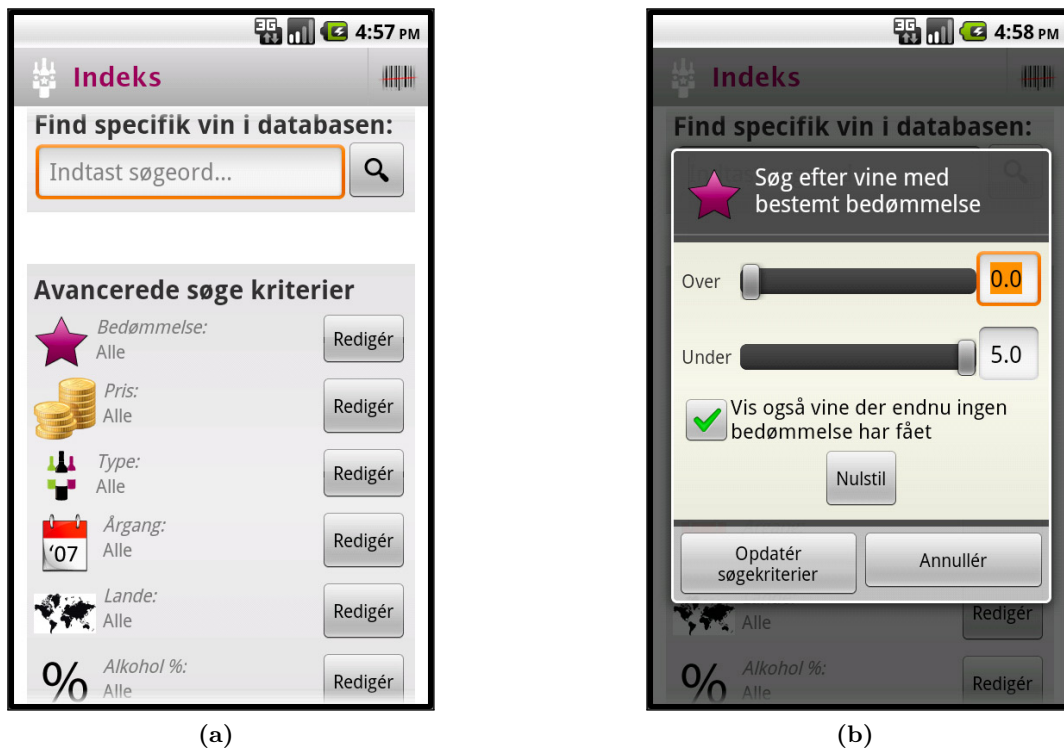 3G 4:57 PM
Indeks
Find specifik vin i databasen:
Indtast søgeord...
Avancerede søge kriterier
Bedømmelse:
Alle
Redigér
Pris:
Alle
Redigér
Type:
Alle
Redigér
Årgang:
'07
Alle
Redigér
Lande:
Alle
Redigér
Alkohol %:
%
Alle
Redigér
(a)
3G 4:58 PM
Indeks
Find specifik vin i databasen:
Søg efter vine med
bestemt bedømmelse
Over
0.0
Under
5.0
Vis også vine der endnu ingen
bedømmelse har fået
Nulstil
Opdatér
søgekriterier
Annullér
Alle
Redigér
Alkohol %:
%
Alle
Redigér
(b)